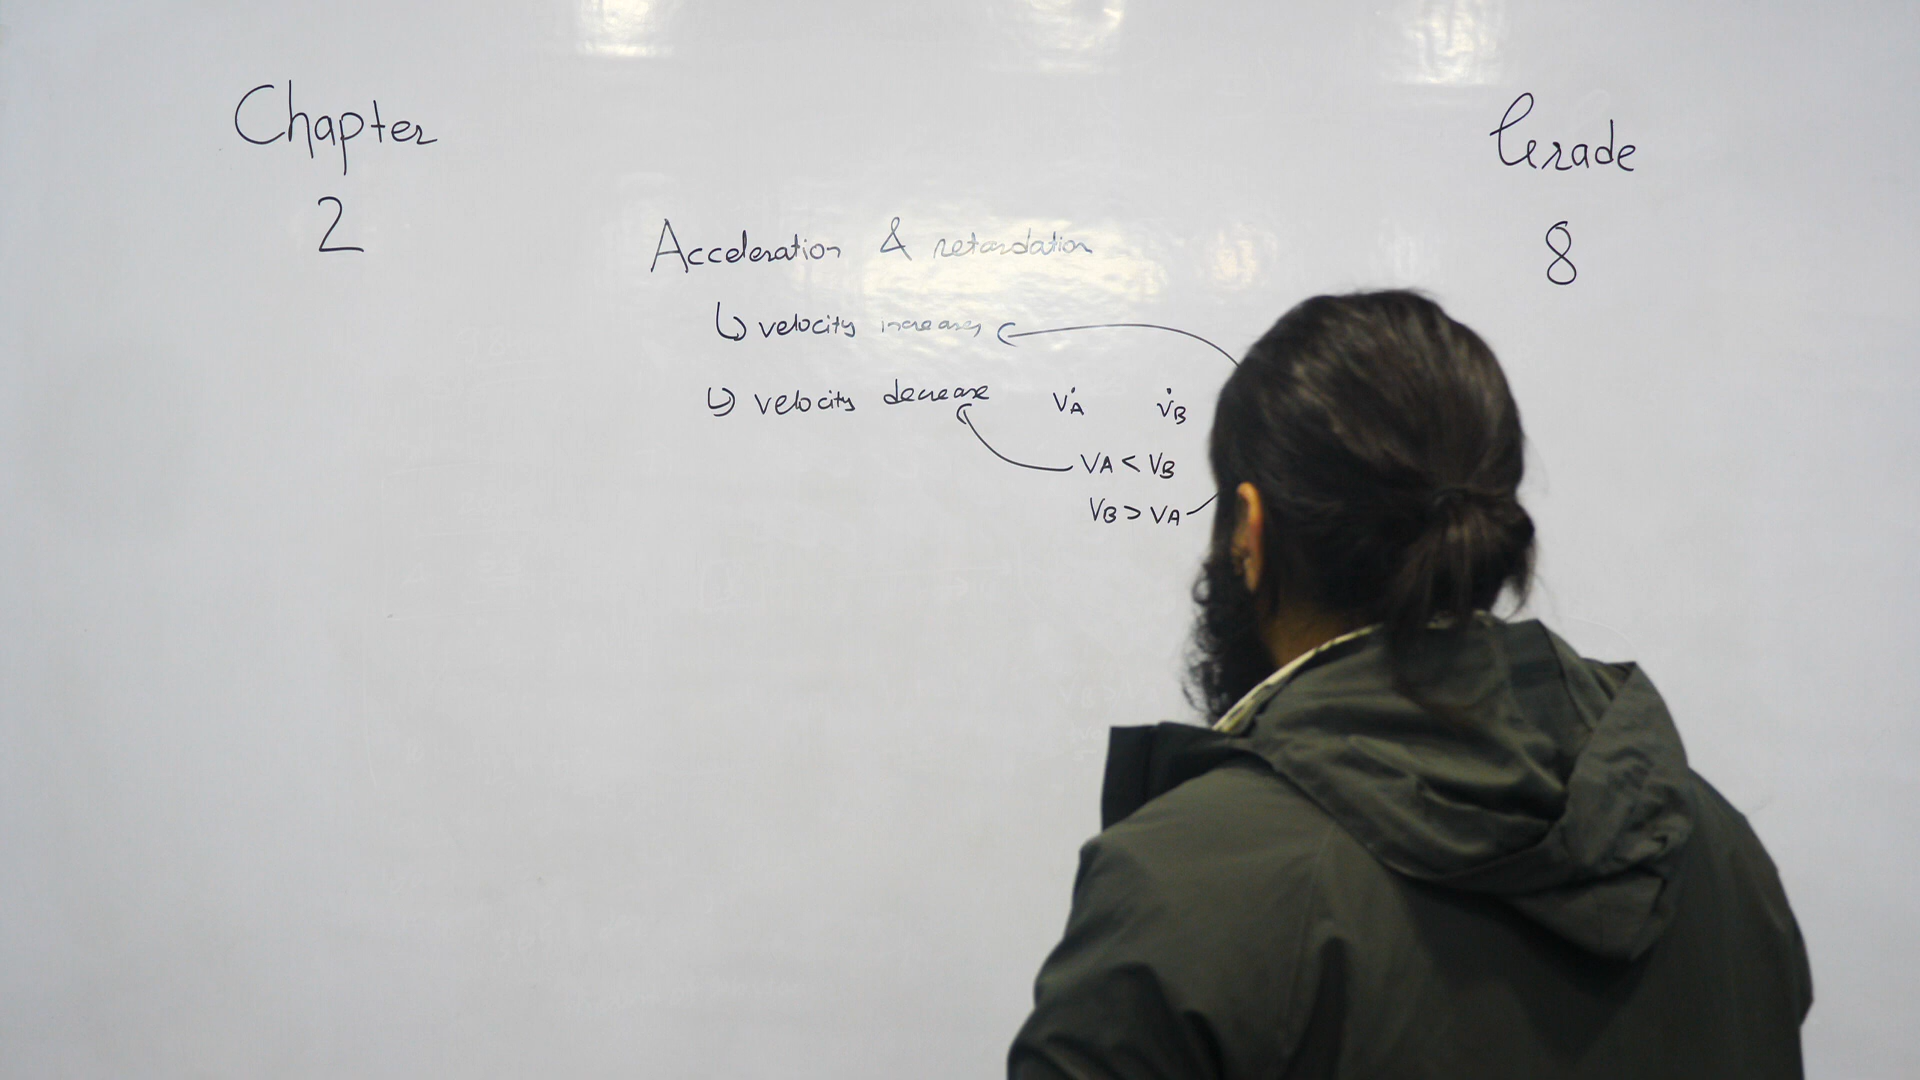 Chapter
2
Grade
8
Acceleration & retardation
↳ velocity increases
↳ velocity decrease
VA VB
VA < VB
VB > VA